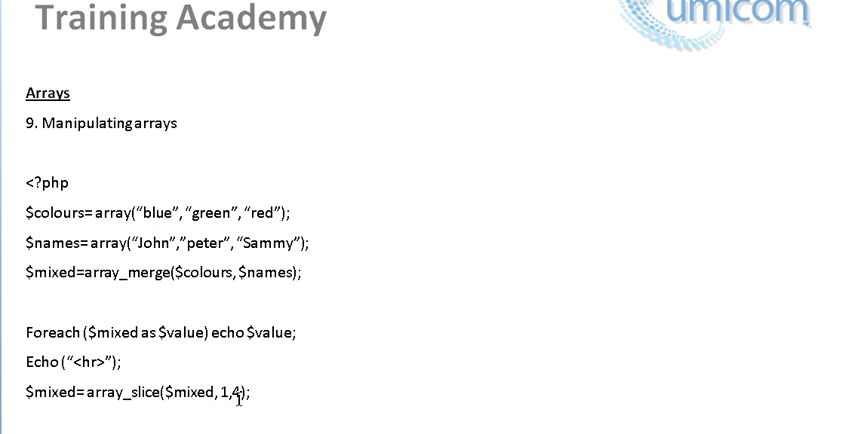 Training Academy
umicom
Arrays
9. Manipulating arrays
<?php
$colours= array(“blue”, “green”, “red”);
$names= array(“John”,”peter”, “Sammy”);
$mixed=array_merge($colours, $names);
Foreach ($mixed as $value) echo $value;
Echo (“<hr>”);
$mixed= array_slice($mixed, 1,4);